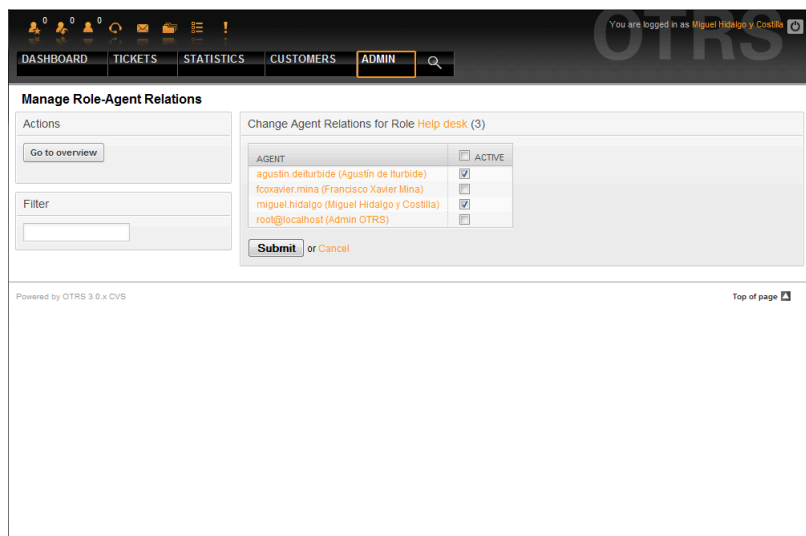 0 0 0
You are logged in as Miguel Hidalgo y Costilla
OTRS
DASHBOARD TICKETS STATISTICS CUSTOMERS ADMIN
Manage Role-Agent Relations
Actions
Go to overview
Filter
Change Agent Relations for Role Help desk (3)
AGENT ACTIVE
agustin.deiturbide (Agustín de Iturbide)
fcoxavier.mina (Francisco Xavier Mina)
miguel.hidalgo (Miguel Hidalgo y Costilla)
root@localhost (Admin OTRS)
Submit or Cancel
Powered by OTRS 3.0.x CVS
Top of page